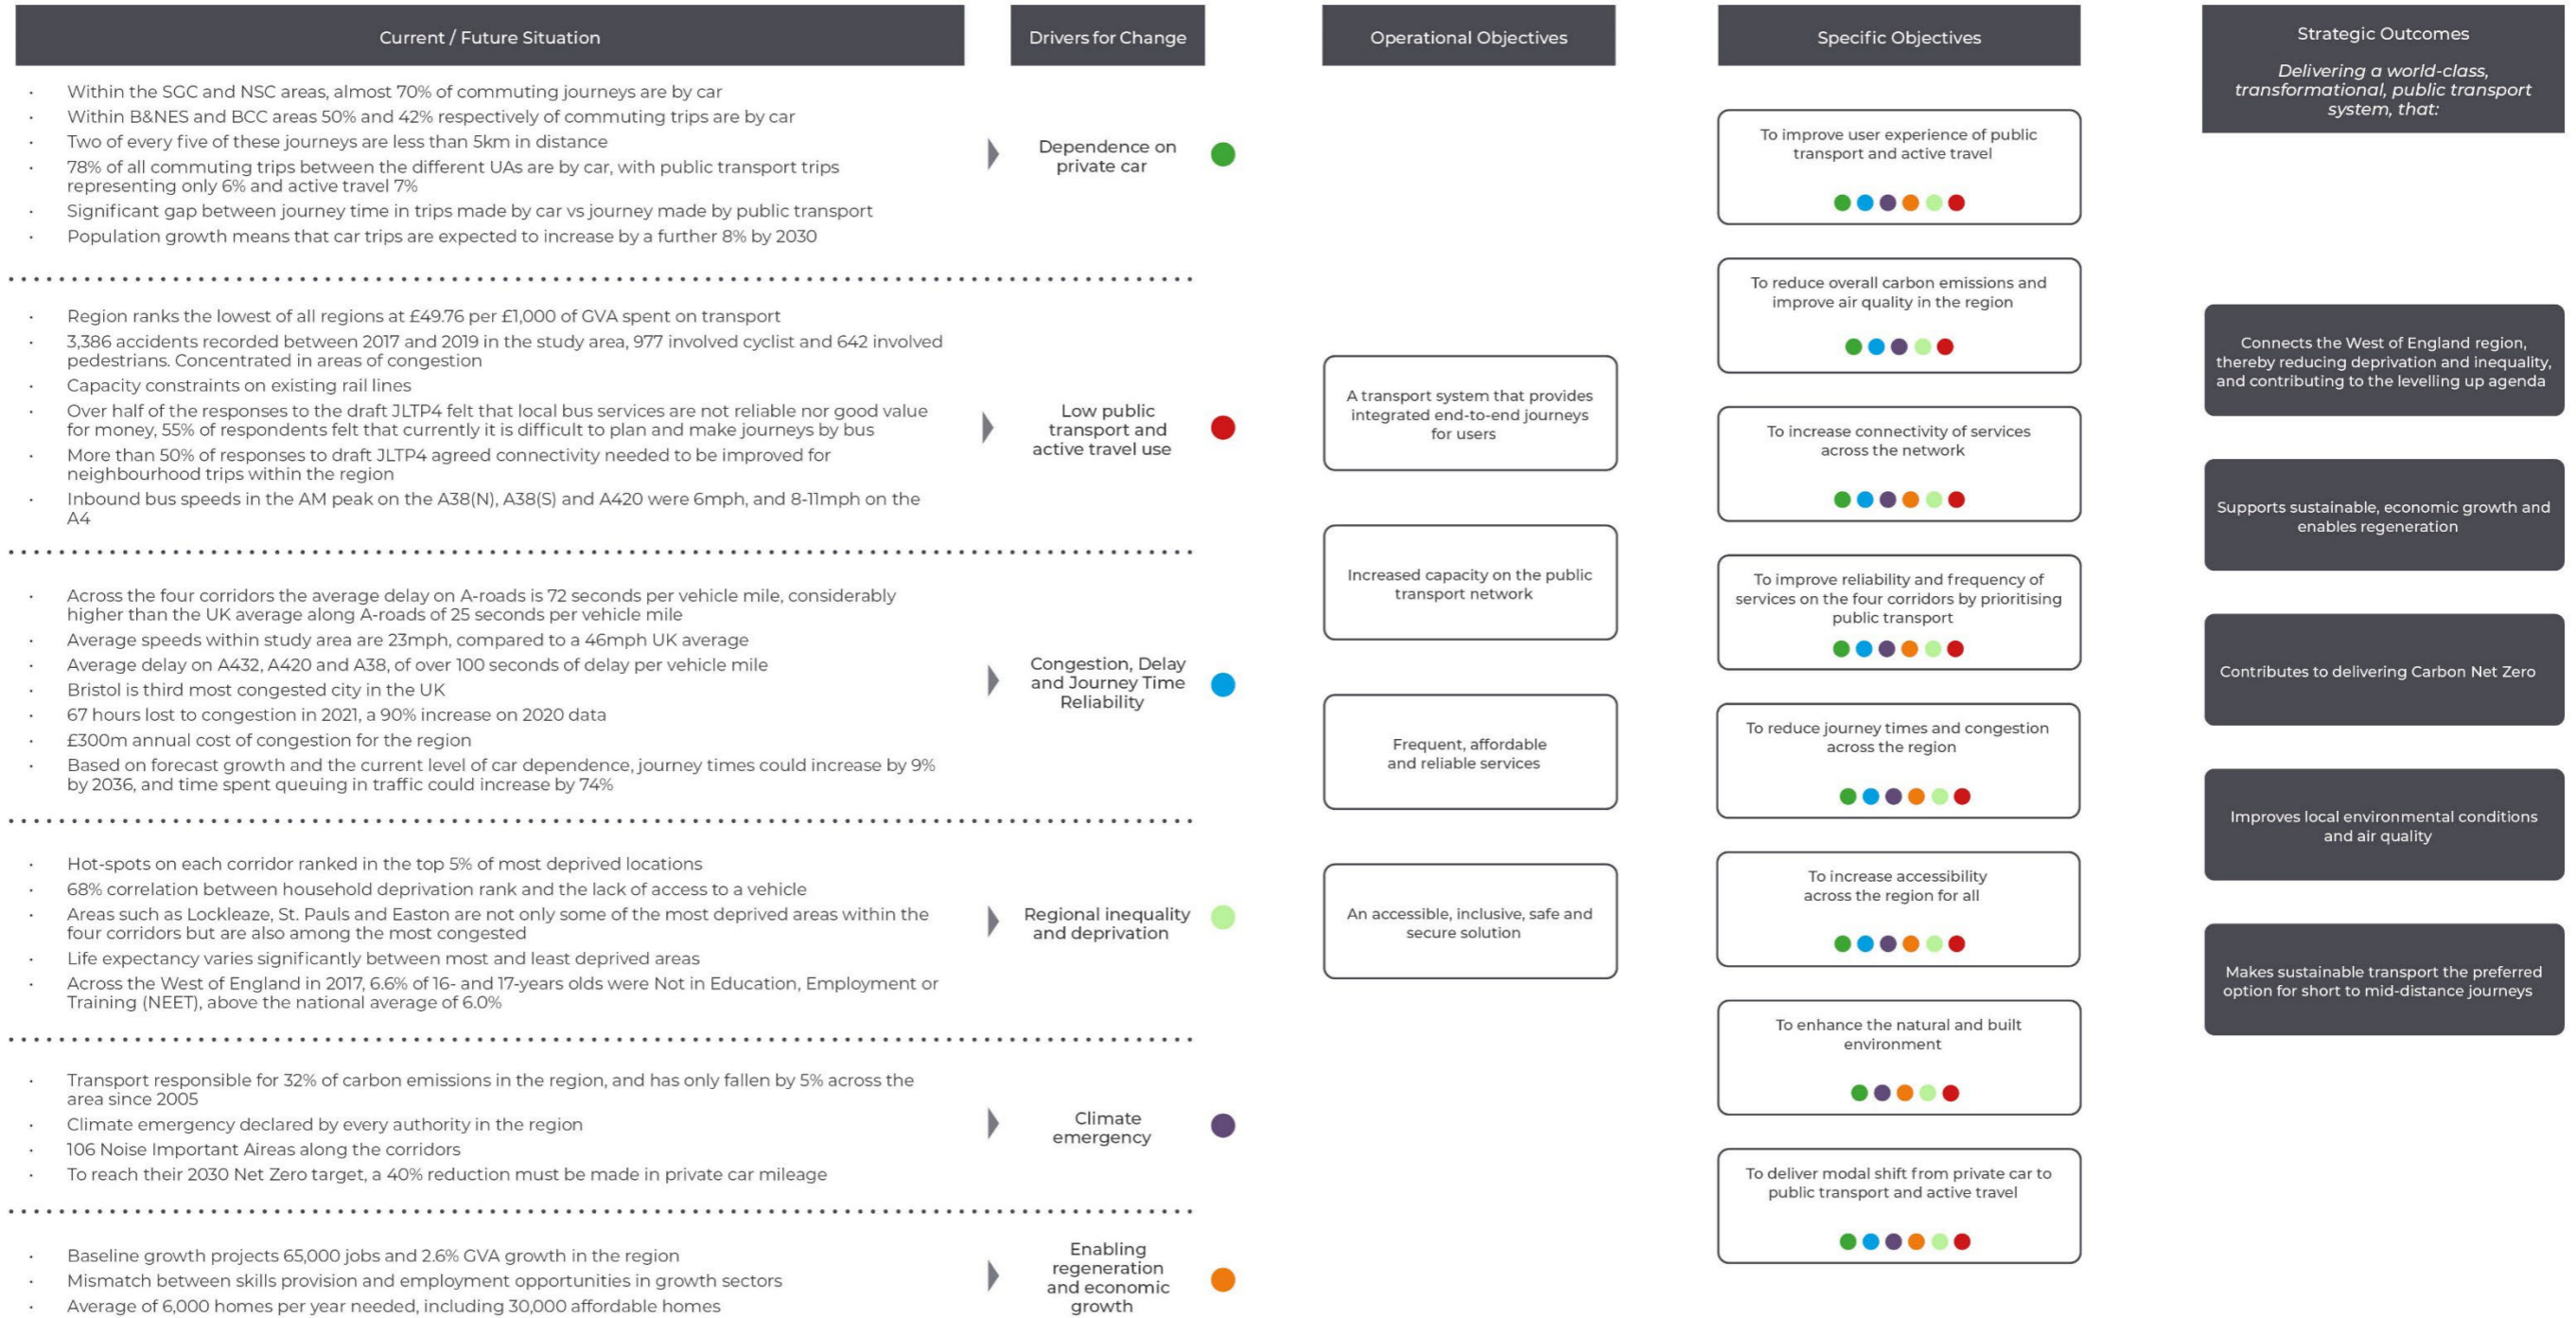 Current / Future Situation
Within the SGC and NSC areas, almost 70% of commuting journeys are by car
Within B&NES and BCC areas 50% and 42% respectively of commuting trips are by car
Two of every five of these journeys are less than 5km in distance
78% of all commuting trips between the different UAs are by car, with public transport trips
representing only 6% and active travel 7%
Significant gap between journey time in trips made by car vs journey made by public transport
Population growth means that car trips are expected to increase by a further 8% by 2030
Region ranks the lowest of all regions at £49.76 per £1,000 of GVA spent on transport
3,386 accidents recorded between 2017 and 2019 in the study area, 977 involved cyclist and 642 involved
pedestrians. Concentrated in areas of congestion
Capacity constraints on existing rail lines
Over half of the responses to the draft JLTP4 felt that local bus services are not reliable nor good value
for money, 55% of respondents felt that currently it is difficult to plan and make journeys by bus
More than 50% of responses to draft JLTP4 agreed connectivity needed to be improved for
neighbourhood trips within the region
Inbound bus speeds in the AM peak on the A38(N), A38(S) and A420 were 6mph, and 8-11mph on the
A4
Across the four corridors the average delay on A-roads is 72 seconds per vehicle mile, considerably
higher than the UK average along A-roads of 25 seconds per vehicle mile
Average speeds within study area are 23mph, compared to a 46mph UK average
Average delay on A432, A420 and A38, of over 100 seconds of delay per vehicle mile
Bristol is third most congested city in the UK
67 hours lost to congestion in 2021, a 90% increase on 2020 data
£300m annual cost of congestion for the region
Based on forecast growth and the current level of car dependence, journey times could increase by 9%
by 2036, and time spent queuing in traffic could increase by 74%
Hot-spots on each corridor ranked in the top 5% of most deprived locations
68% correlation between household deprivation rank and the lack of access to a vehicle
Areas such as Lockleaze, St. Pauls and Easton are not only some of the most deprived areas within the
four corridors but are also among the most congested
Life expectancy varies significantly between most and least deprived areas
Across the West of England in 2017, 6.6% of 16- and 17-years olds were Not in Education, Employment or
Training (NEET), above the national average of 6.0%
Transport responsible for 32% of carbon emissions in the region, and has only fallen by 5% across the
area since 2005
Climate emergency declared by every authority in the region
106 Noise Important Aireas along the corridors
To reach their 2030 Net Zero target, a 40% reduction must be made in private car mileage
Baseline growth projects 65,000 jobs and 2.6% GVA growth in the region
Mismatch between skills provision and employment opportunities in growth sectors
Average of 6,000 homes per year needed, including 30,000 affordable homes
Drivers for Change
Dependence on
private car
Low public
transport and
active travel use
Congestion, Delay
and Journey Time
Reliability
Regional inequality
and deprivation
Climate
emergency
Enabling
regeneration
and economic
growth
Operational Objectives
A transport system that provides
integrated end-to-end journeys
for users
Increased capacity on the public
transport network
Frequent, affordable
and reliable services
An accessible, inclusive, safe and
secure solution
Specific Objectives
To improve user experience of public
transport and active travel
To reduce overall carbon emissions and
improve air quality in the region
To increase connectivity of services
across the network
To improve reliability and frequency of
services on the four corridors by prioritising
public transport
To reduce journey times and congestion
across the region
To increase accessibility
across the region for all
To enhance the natural and built
environment
To deliver modal shift from private car to
public transport and active travel
Strategic Outcomes
Delivering a world-class,
transformational, public transport
system, that:
Connects the West of England region,
thereby reducing deprivation and inequality,
and contributing to the levelling up agenda
Supports sustainable, economic growth and
enables regeneration
Contributes to delivering Carbon Net Zero
Improves local environmental conditions
and air quality
Makes sustainable transport the preferred
option for short to mid-distance journeys